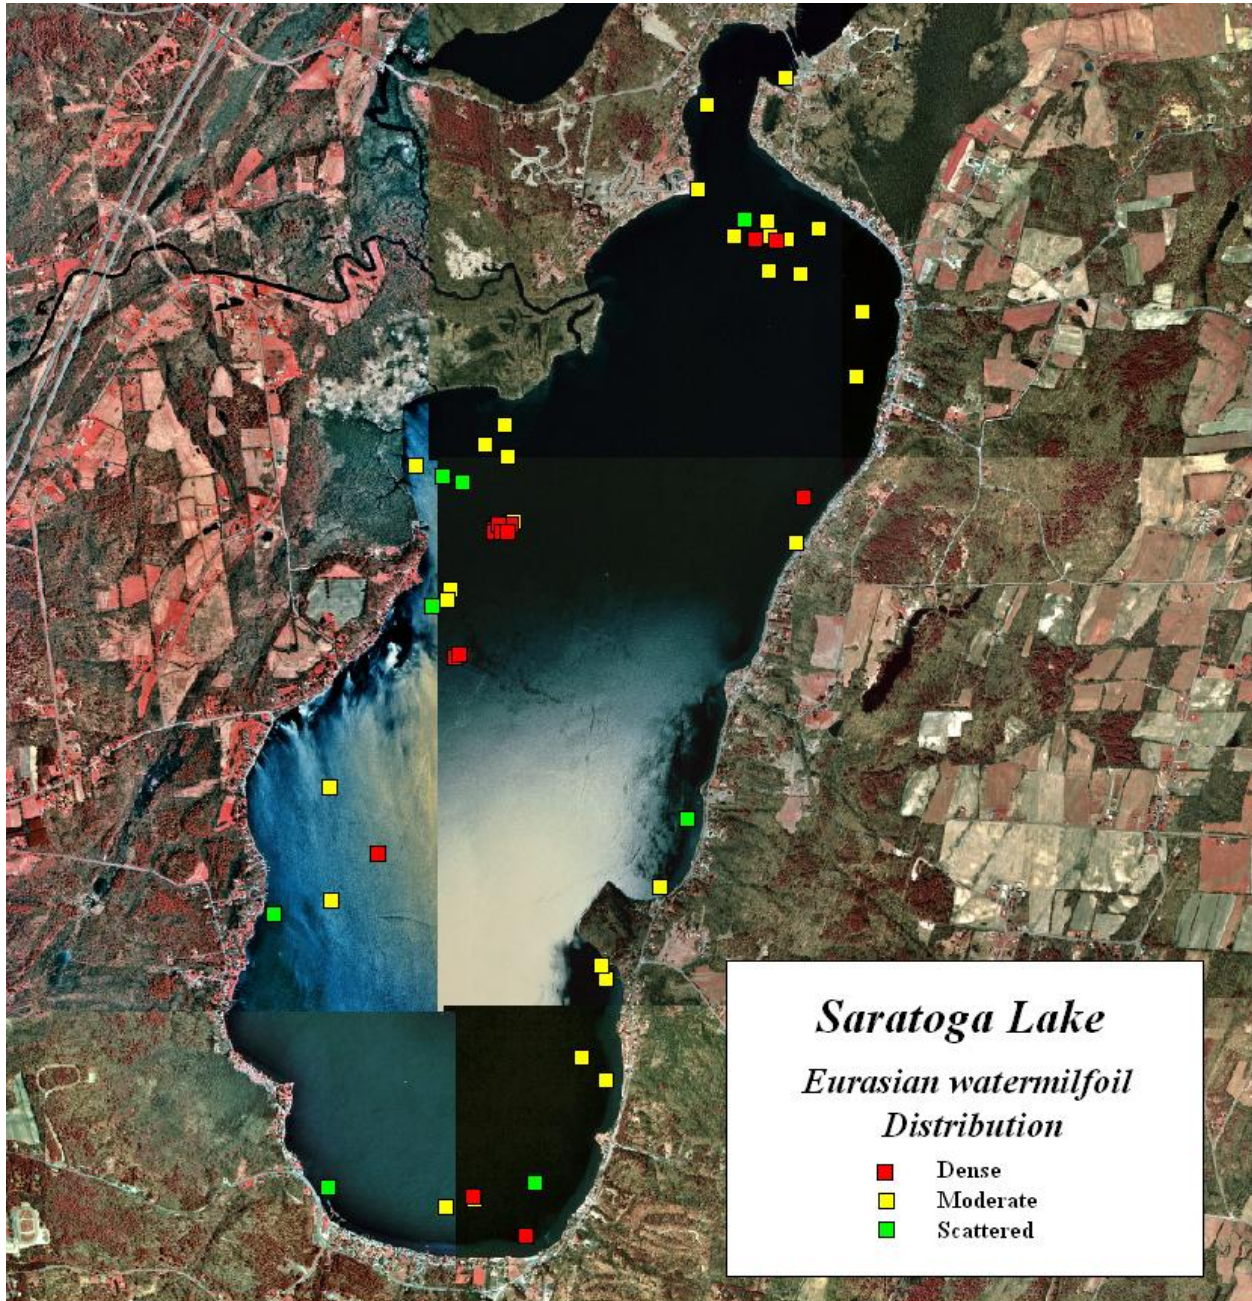 Saratoga Lake
Eurasian watermilfoil
Distribution
Dense
Moderate
Scattered